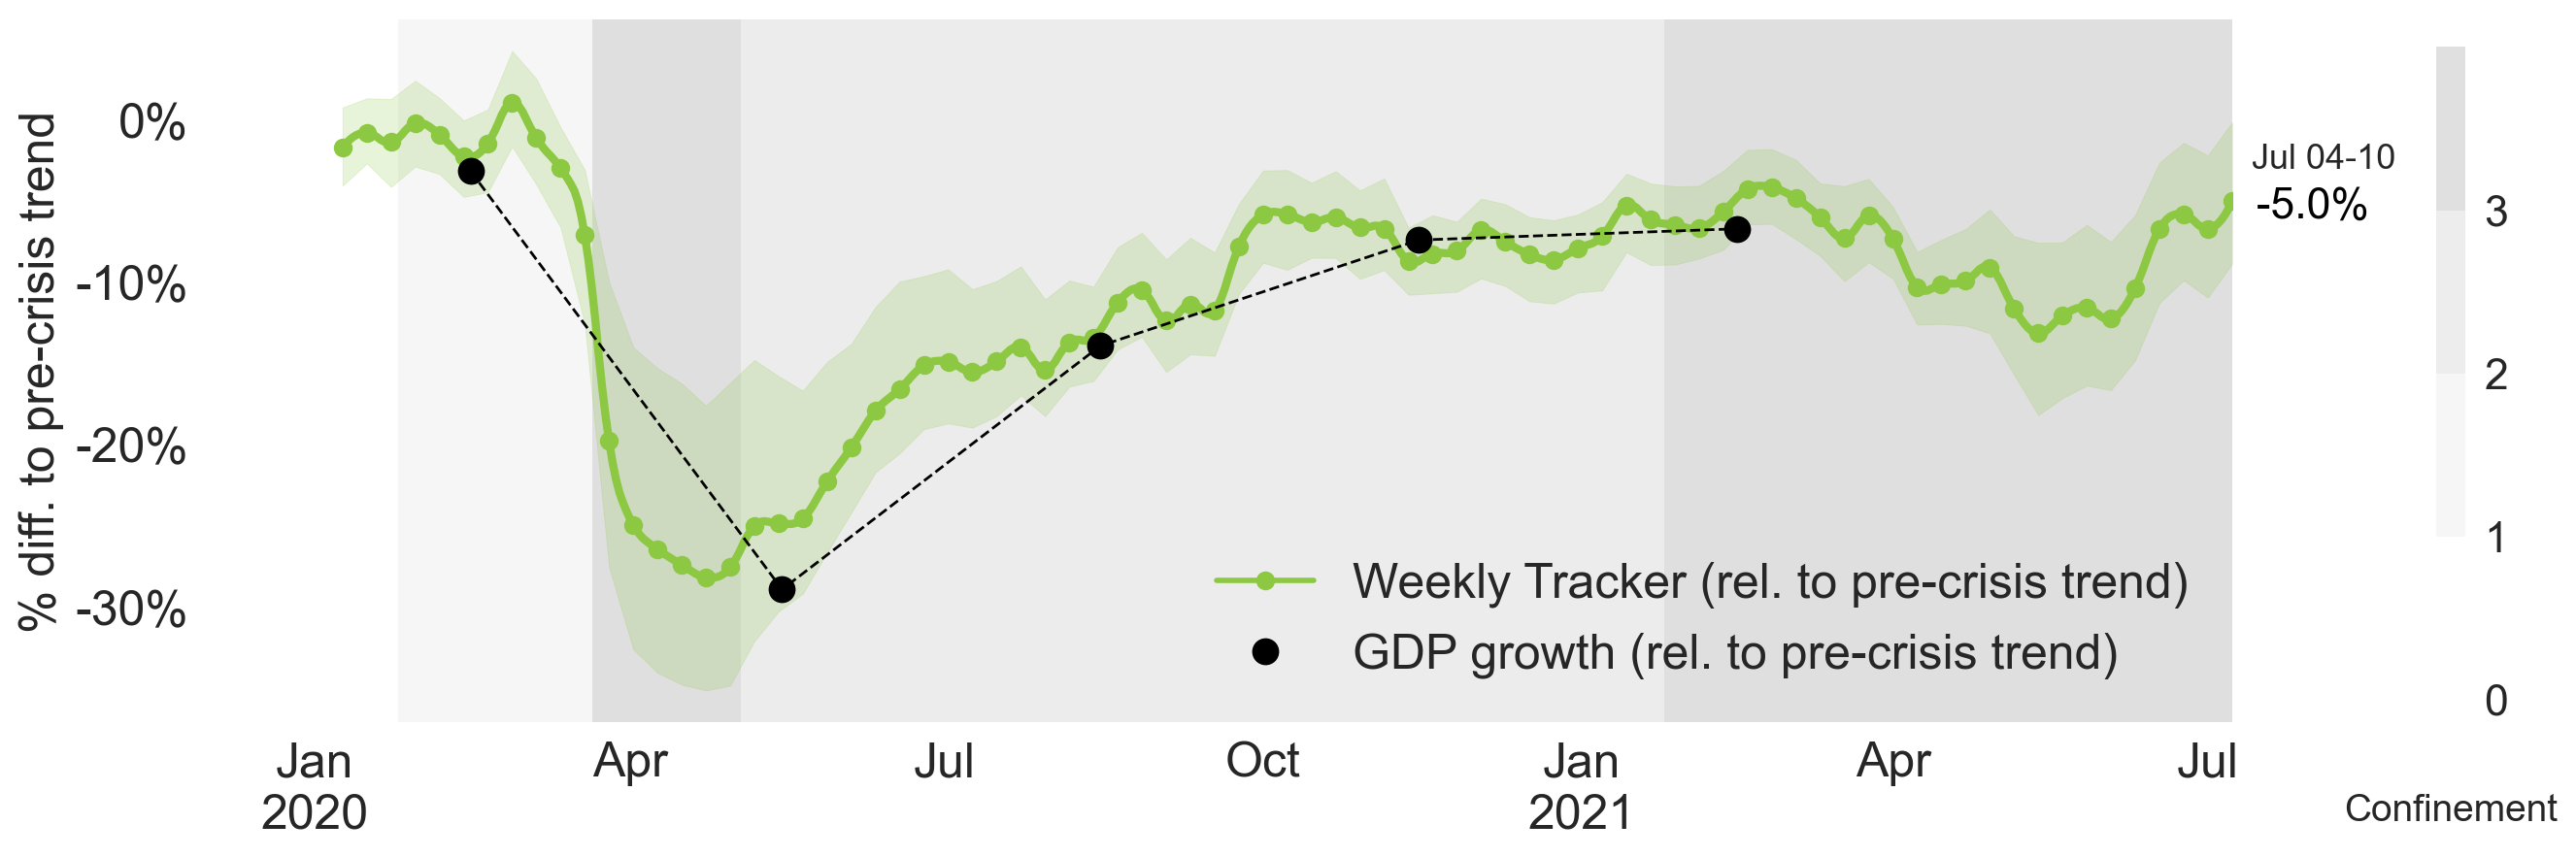 % diff. to pre-crisis trend
0%
-10%
-20%
-30%
Jul 04-10
-5.0%
Weekly Tracker (rel. to pre-crisis trend)
GDP growth (rel. to pre-crisis trend)
Jan
2020
Apr
Jul
Oct
Jan
2021
Apr
Jul
3
2
1
0
Confinement